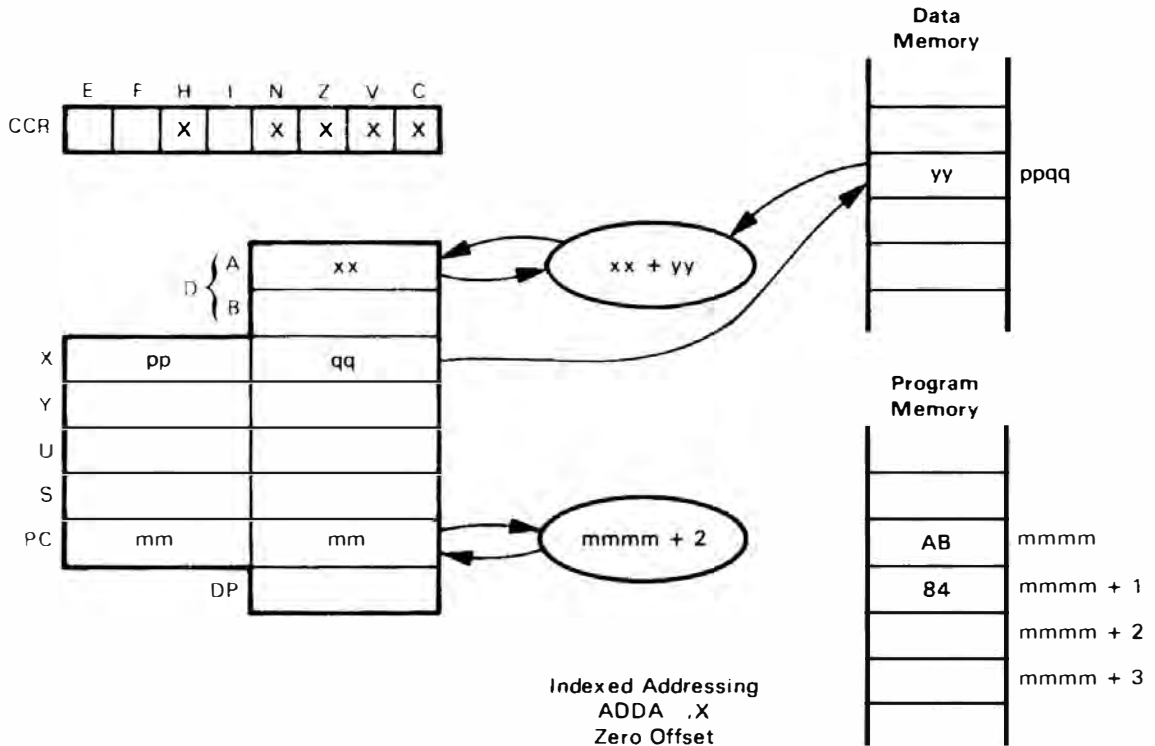 Data
Memory
E F H I N Z V C
CCR X X X X X
yy ppqq
D { A xx
B
xx + yy
X pp qq
Y
U
S
PC mm mm
mmmm + 2
DP
Program
Memory
AB mmmm
84 mmmm + 1
mmmm + 2
mmmm + 3
Indexed Addressing
ADDA ,X
Zero Offset